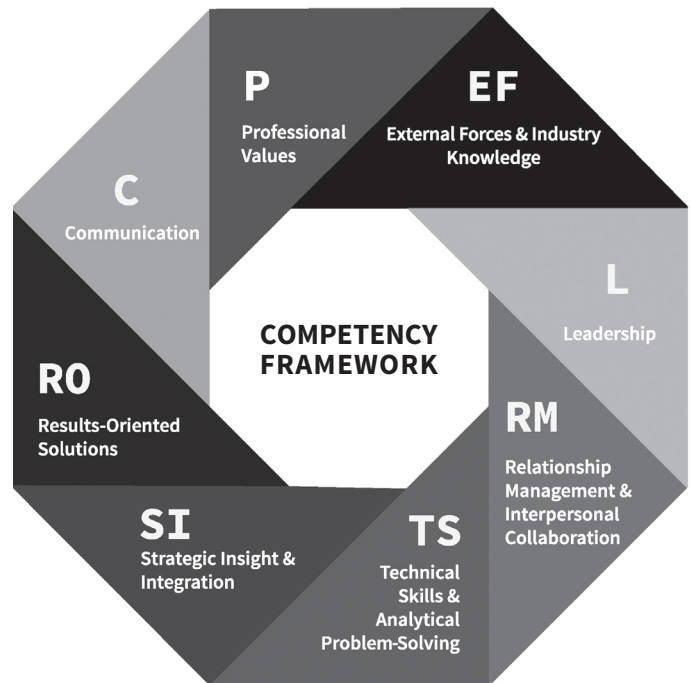 P
Professional
Values
EF
External Forces & Industry
Knowledge
L
Leadership
RM
Relationship
Management &
Interpersonal
Collaboration
TS
Technical
Skills &
Analytical
Problem-Solving
SI
Strategic Insight &
Integration
RO
Results-Oriented
Solutions
C
Communication
COMPETENCY
FRAMEWORK